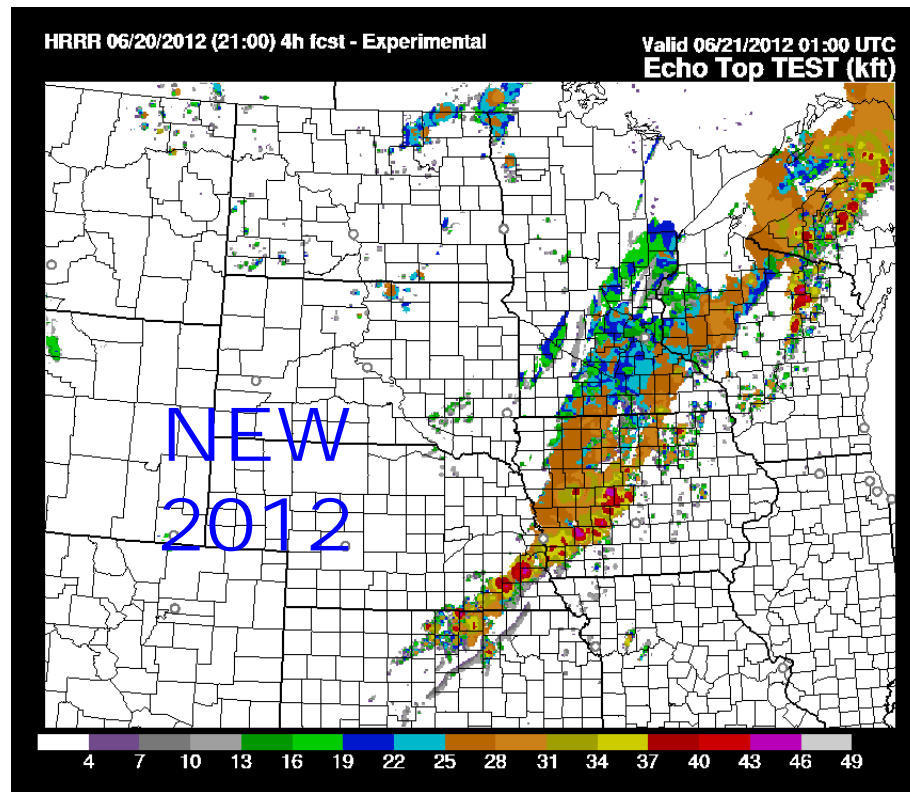 HRRR 06/20/2012 (21:00) 4h fcst - Experimental
Valid 06/21/2012 01:00 UTC
Echo Top TEST (kft)
NEW
2012
4 7 10 13 16 19 22 25 28 31 34 37 40 43 46 49